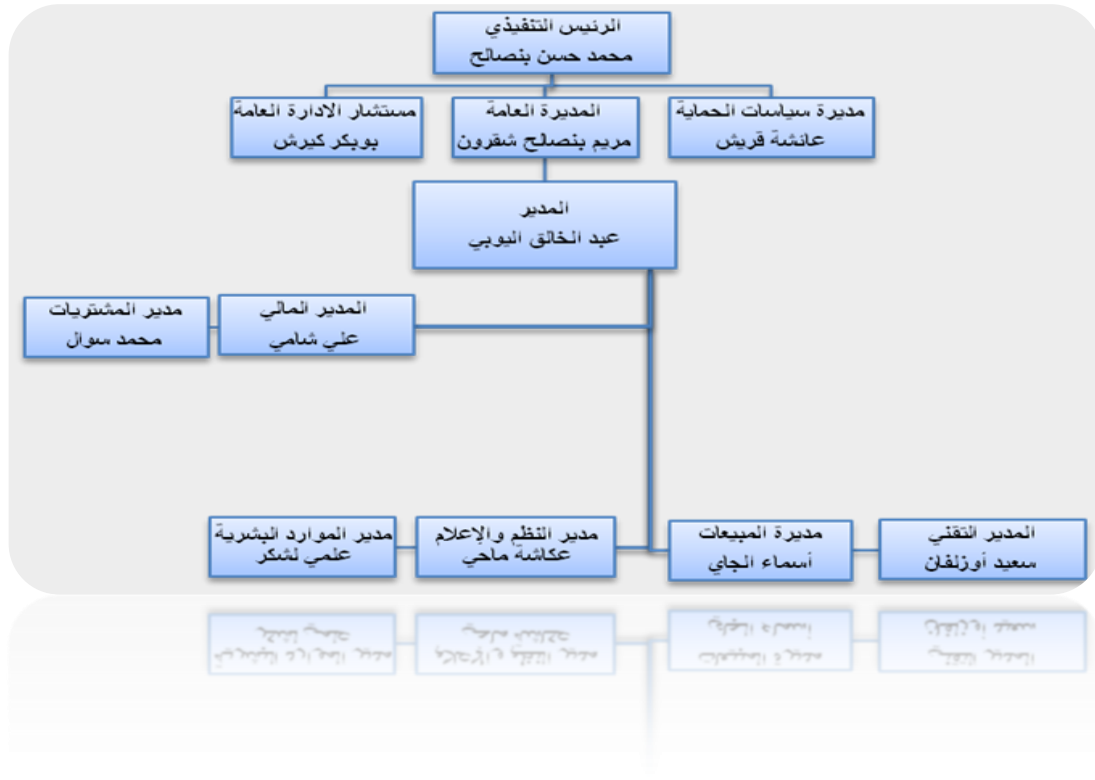 الرئيس التنفيذي
محمد حسن بنصالح
مديرة سياسات الحماية
عائشة قريش
المديرة العامة
مريم بنصالح شقرون
مستشار الادارة العامة
بوبكر كيرش
المدير
عبد الخالق اليوبي
المدير المالي
علي شامي
مدير المشتريات
محمد سوال
المدير التقني
سعيد أوزلفان
مديرة المبيعات
أسماء الجاي
مدير النظم والإعلام
عكاشة ماحي
مدير الموارد البشرية
علمي لشكر